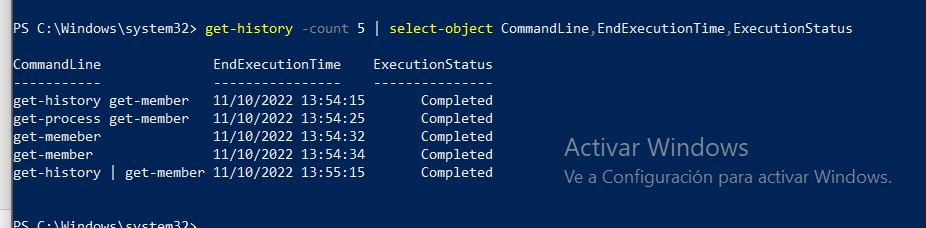 PS C:\Windows\system32> get-history -count 5 | select-object CommandLine,EndExecutionTime,ExecutionStatus
CommandLine EndExecutionTime ExecutionStatus
----------- ---------------- ---------------
get-history get-member 11/10/2022 13:54:15 Completed
get-process get-member 11/10/2022 13:54:25 Completed
get-memeber 11/10/2022 13:54:32 Completed
get-member 11/10/2022 13:54:34 Completed
get-history | get-member 11/10/2022 13:55:15 Completed
Activar Windows
Ve a Configuración para activar Windows.
PS C:\Windows\system32>